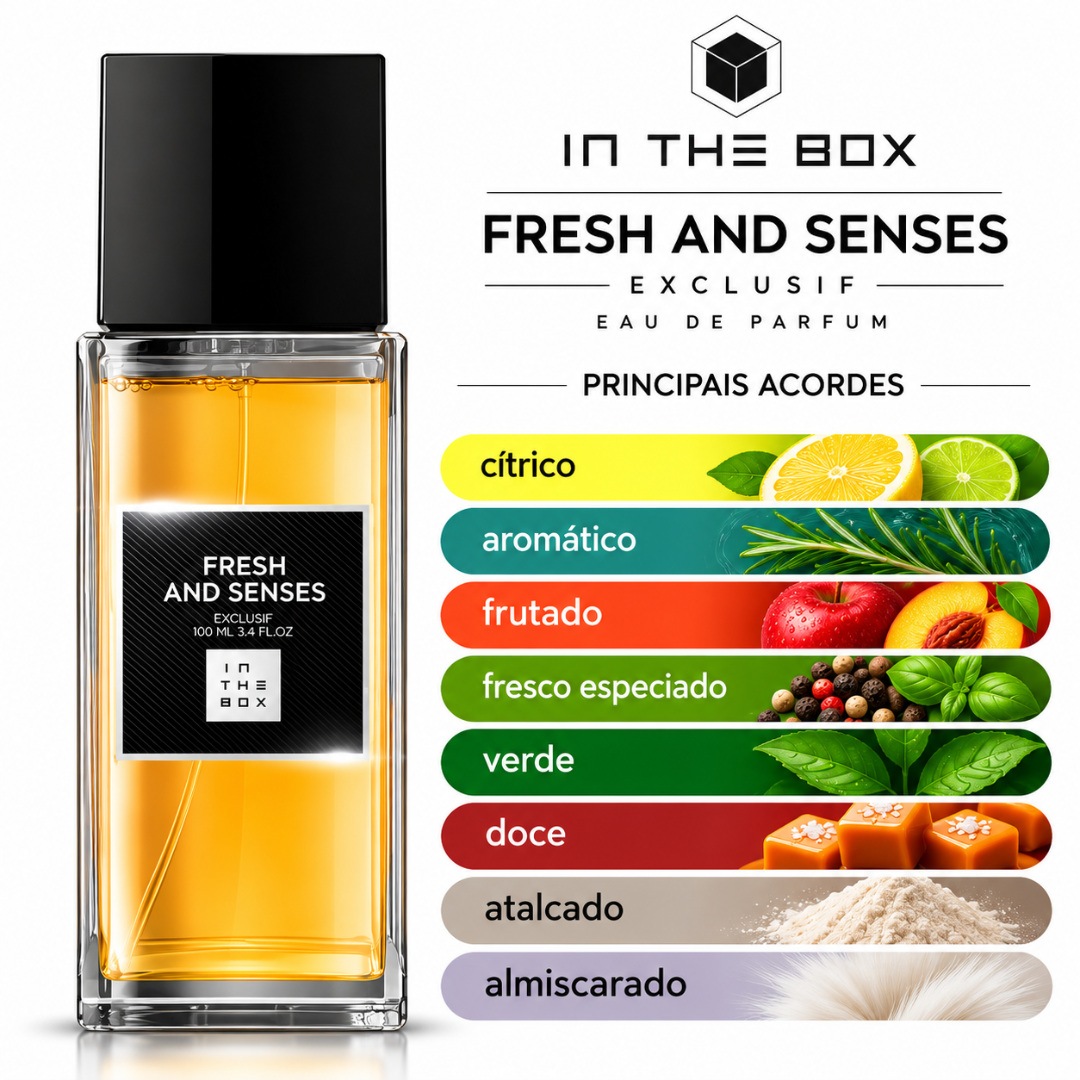 IN THE BOX
FRESH AND SENSES
EXCLUSIF
EAU DE PARFUM
PRINCIPAIS ACORDES
cítrico
aromático
frutado
fresco especiado
verde
doce
atalcado
almiscarado
FRESH
AND SENSES
EXCLUSIF
100 ML 3.4 FL.OZ
IN
THE
BOX